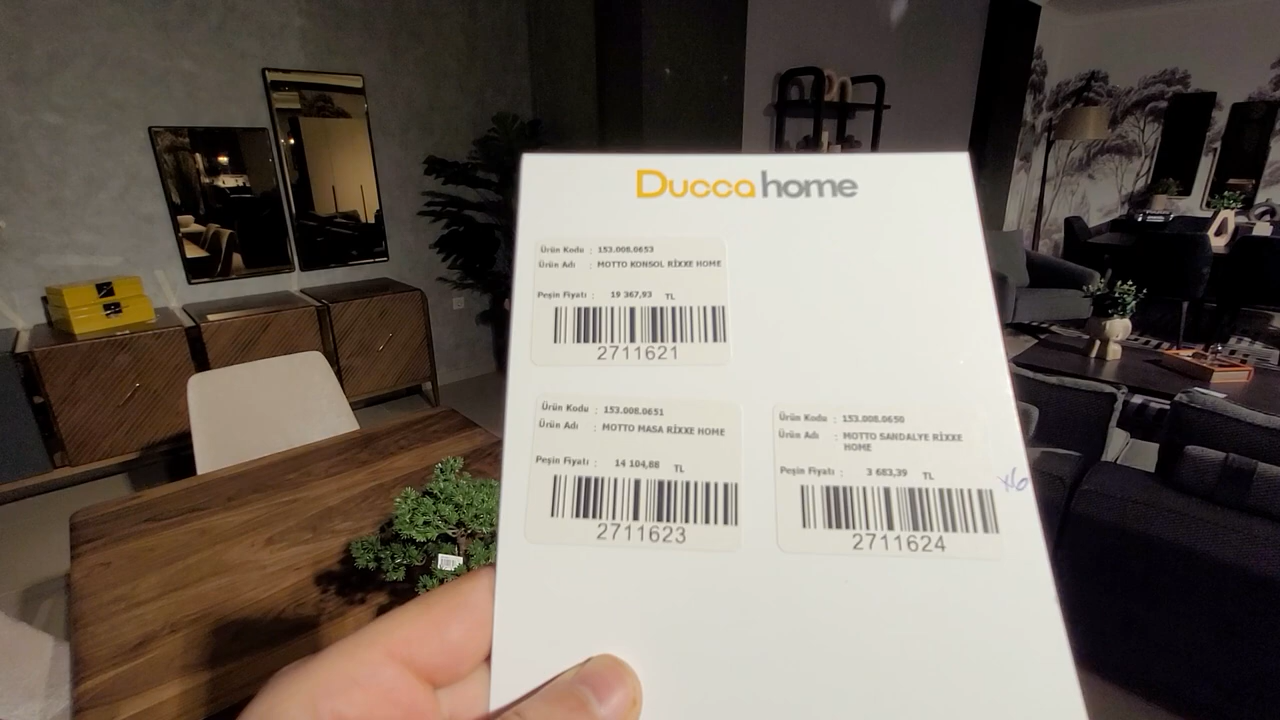 Ducca home
Ürün Kodu : 153.008.0653
Ürün Adı : MOTTO KONSOL RİXXE HOME
Peşin Fiyatı : 19 367,93 TL
2711621
Ürün Kodu : 153.008.0651
Ürün Adı : MOTTO MASA RİXXE HOME
Peşin Fiyatı : 14 104,88 TL
2711623
Ürün Kodu : 153.008.0650
Ürün Adı : MOTTO SANDALYE RİXXE
HOME
Peşin Fiyatı : 3 683,39 TL
x6
2711624